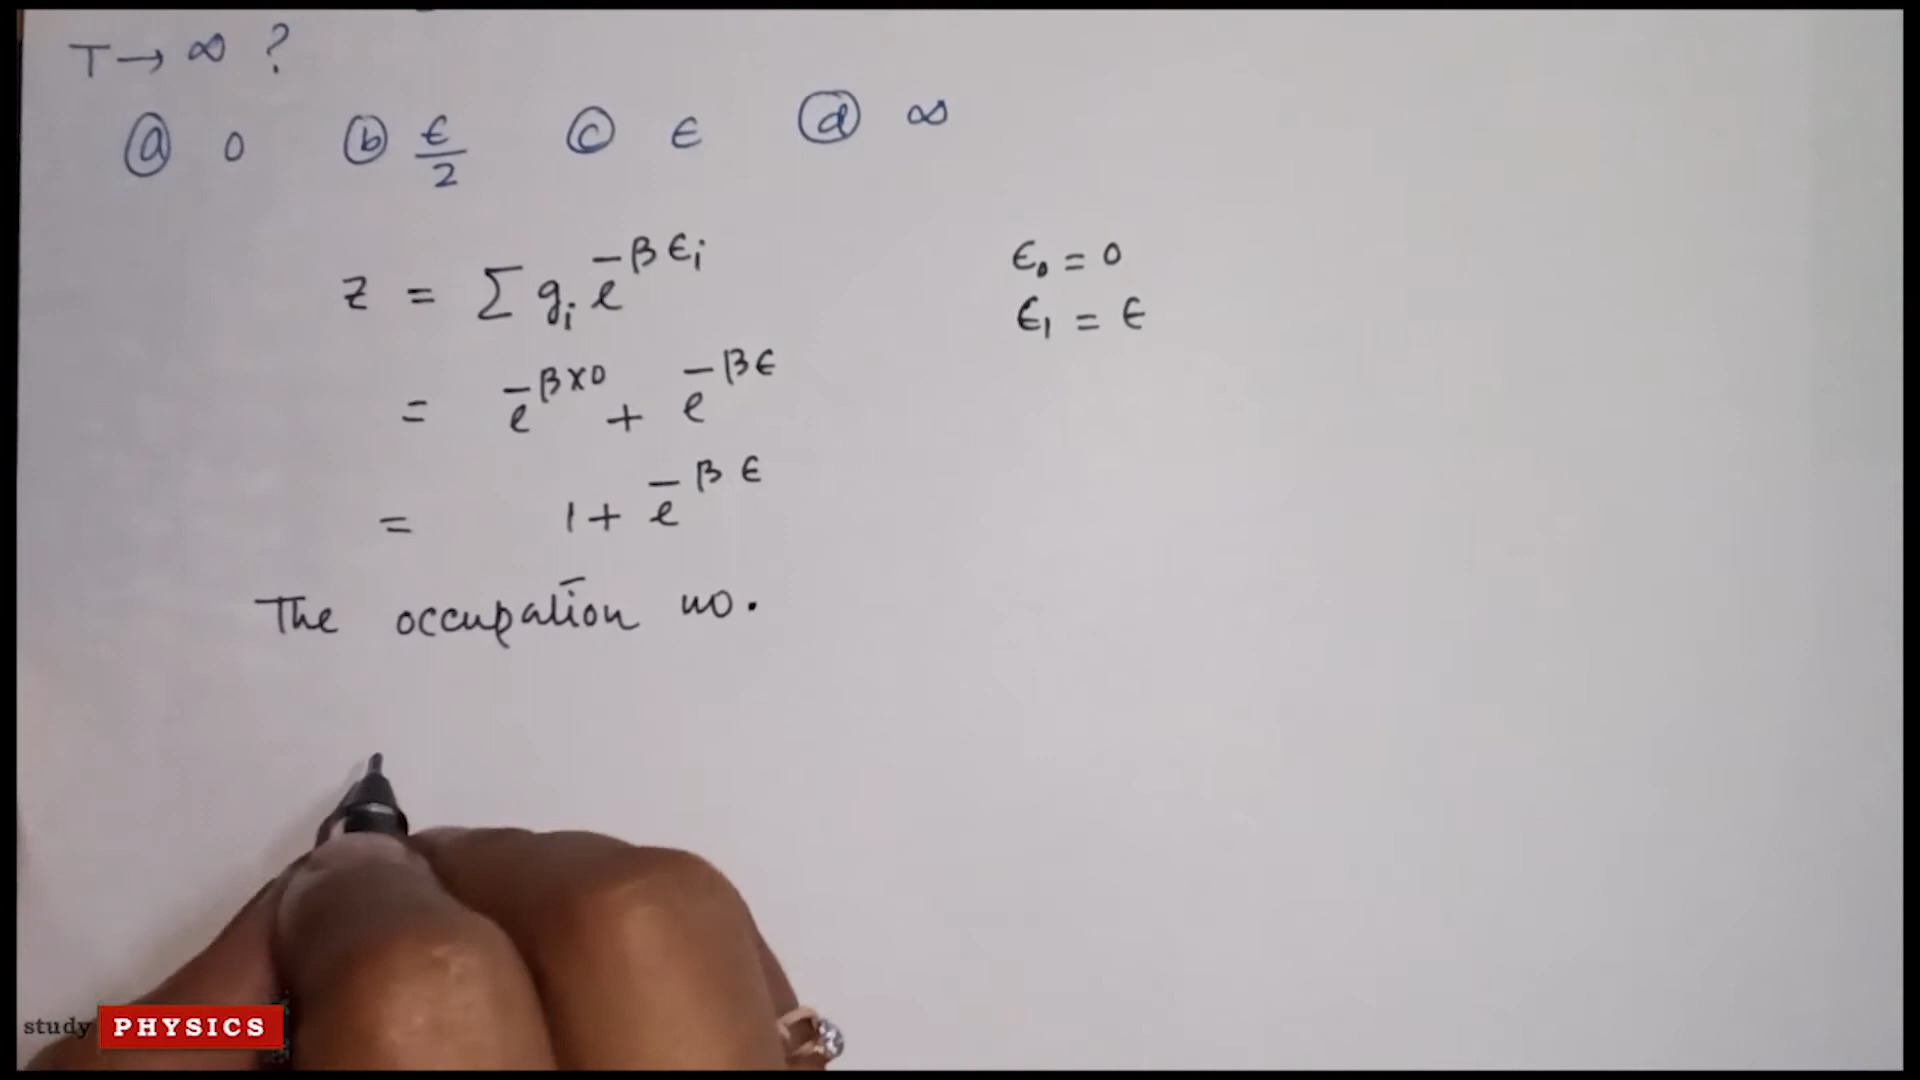 T → ∞ ?
ⓐ 0 ⓑ ϵ/2 ⓒ ϵ ⓓ ∞
z = Σ gᵢ e^(-βϵᵢ)
ϵ₀ = 0
ϵ₁ = ϵ
= e^(-β×0) + e^(-βϵ)
= 1 + e^(-βϵ)
The occupation no.
study PHYSICS